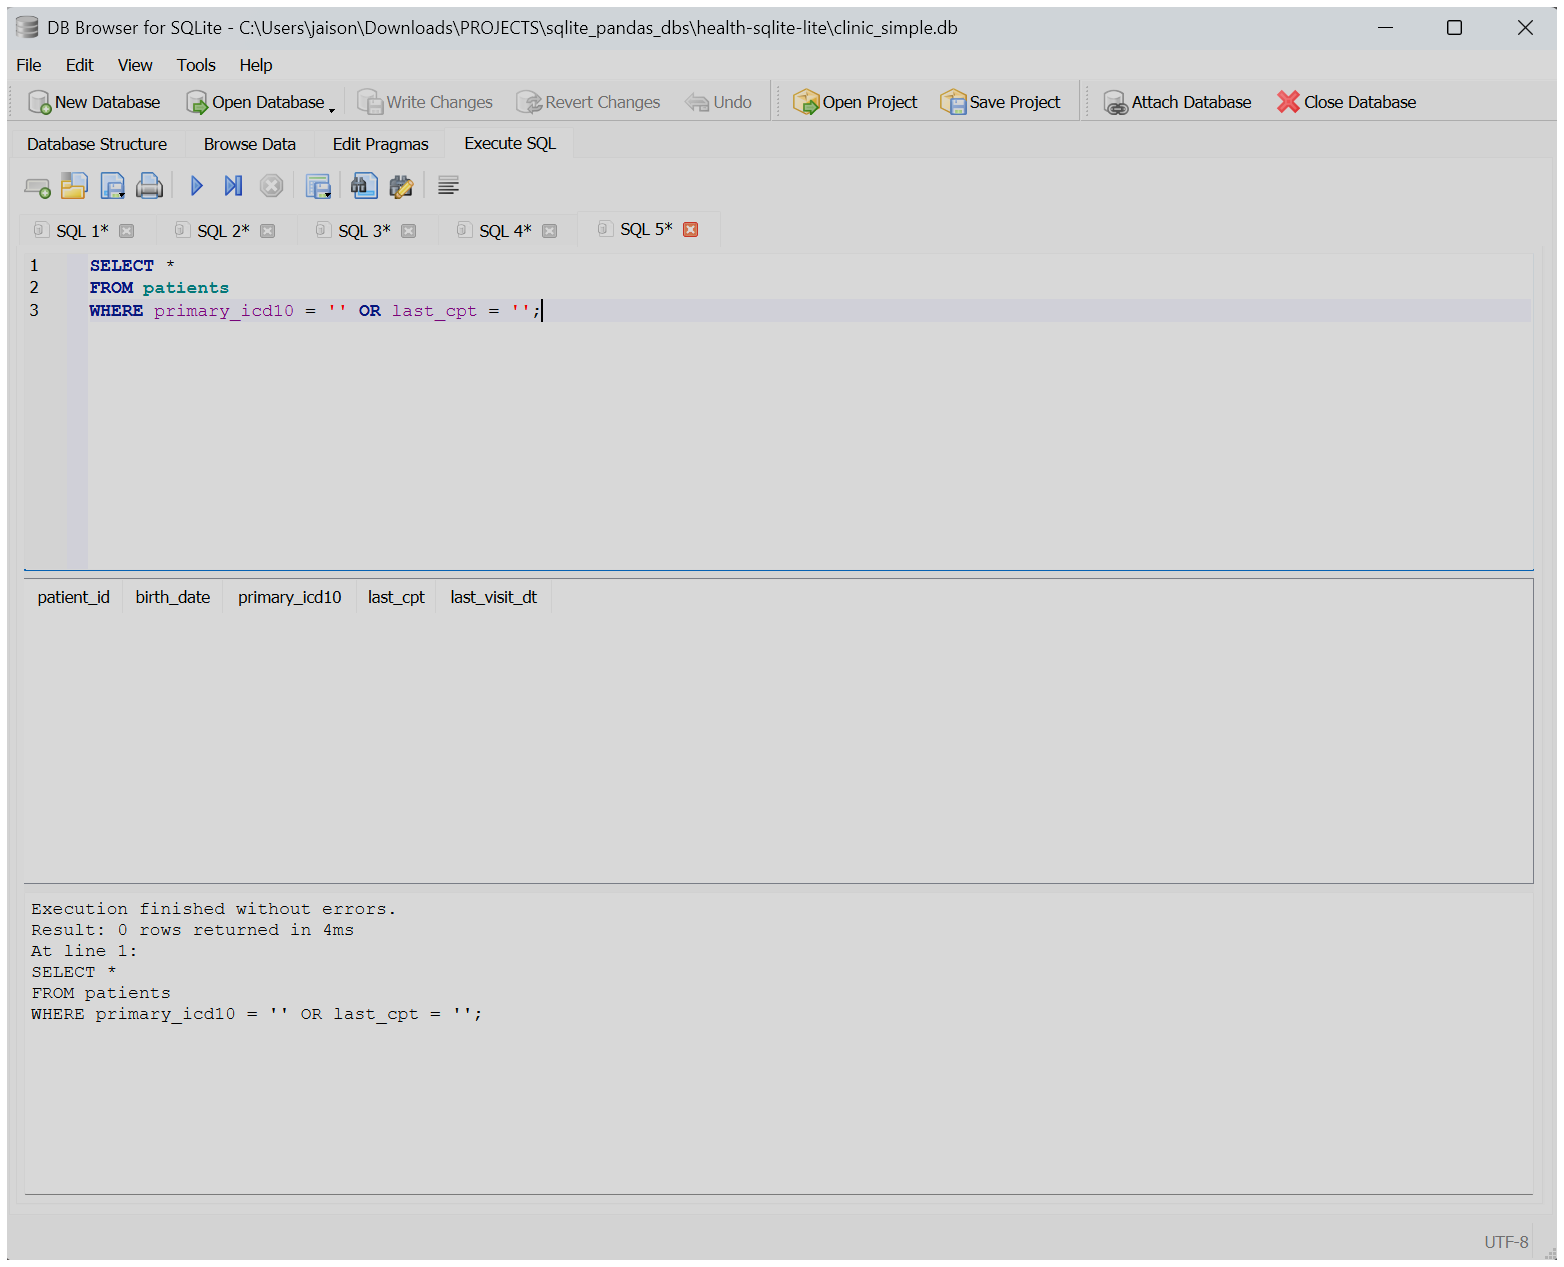 DB Browser for SQLite - C:\Users\jaison\Downloads\PROJECTS\sqlite_pandas_dbs\health-sqlite-lite\clinic_simple.db
File Edit View Tools Help
New Database Open Database Write Changes Revert Changes Undo Open Project Save Project Attach Database Close Database
Database Structure Browse Data Edit Pragmas Execute SQL
SQL 1* SQL 2* SQL 3* SQL 4* SQL 5*
1 SELECT *
2 FROM patients
3 WHERE primary_icd10 = '' OR last_cpt = '';
patient_id birth_date primary_icd10 last_cpt last_visit_dt
Execution finished without errors.
Result: 0 rows returned in 4ms
At line 1:
SELECT *
FROM patients
WHERE primary_icd10 = '' OR last_cpt = '';
UTF-8